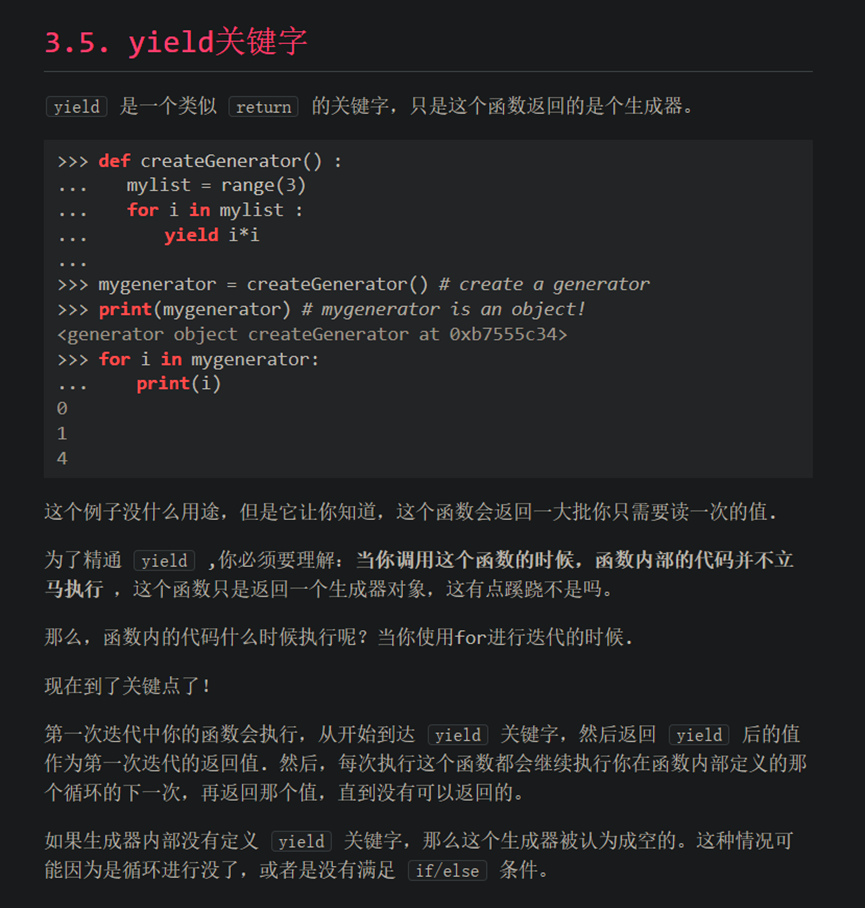 3.5. yield关键字
yield 是一个类似 return 的关键字，只是这个函数返回的是个生成器。
>>> def createGenerator() :
...    mylist = range(3)
...    for i in mylist :
...        yield i*i
...
>>> mygenerator = createGenerator() # create a generator
>>> print(mygenerator) # mygenerator is an object!
<generator object createGenerator at 0xb7555c34>
>>> for i in mygenerator:
...     print(i)
0
1
4
这个例子没什么用途，但是它让你知道，这个函数会返回一大批你只需要读一次的值.
为了精通 yield ,你必须要理解：当你调用这个函数的时候，函数内部的代码并不立
马执行 ，这个函数只是返回一个生成器对象，这有点蹊跷不是吗。
那么，函数内的代码什么时候执行呢？当你使用for进行迭代的时候.
现在到了关键点了！
第一次迭代中你的函数会执行，从开始到达 yield 关键字，然后返回 yield 后的值
作为第一次迭代的返回值. 然后，每次执行这个函数都会继续执行你在函数内部定义的那
个循环的下一次，再返回那个值，直到没有可以返回的。
如果生成器内部没有定义 yield 关键字，那么这个生成器被认为成空的。这种情况可
能因为是循环进行没了，或者是没有满足 if/else 条件。